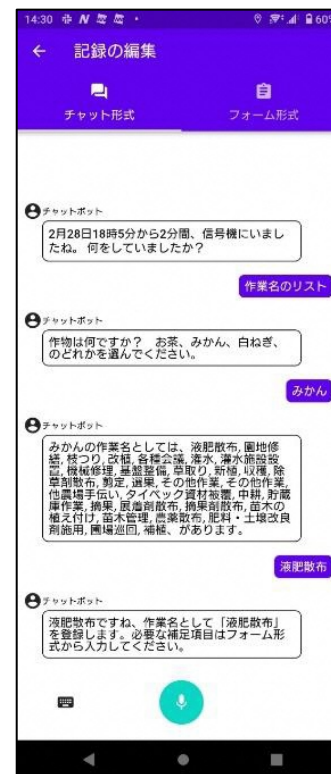 14:30
60%
記録の編集
チャット形式
フォーム形式
チャットボット
2月28日18時5分から2分間、信号機にいまし
たね。何をしていましたか?
作業名のリスト
チャットボット
作物は何ですか? お茶、みかん、白ねぎ、
のどれかを選んでください。
みかん
チャットボット
みかんの作業名としては、液肥散布, 園地修
繕, 枝つり, 改植, 各種会議, 灌水, 灌水施設設
置, 機械修理, 基盤整備, 草取り, 新植, 収穫, 除
草剤散布, 剪定, 選果, その他作業, その他作業,
他農場手伝い, タイベック資材被覆, 中耕, 貯蔵
庫作業, 摘果, 展着剤散布, 摘果剤散布, 苗木の
植え付け, 苗木管理, 農薬散布, 肥料・土壌改良
剤施用, 圃場巡回, 補植、があります。
液肥散布
チャットボット
液肥散布ですね、作業名として「液肥散布」
を登録します。必要な補足項目はフォーム形
式から入力してください。